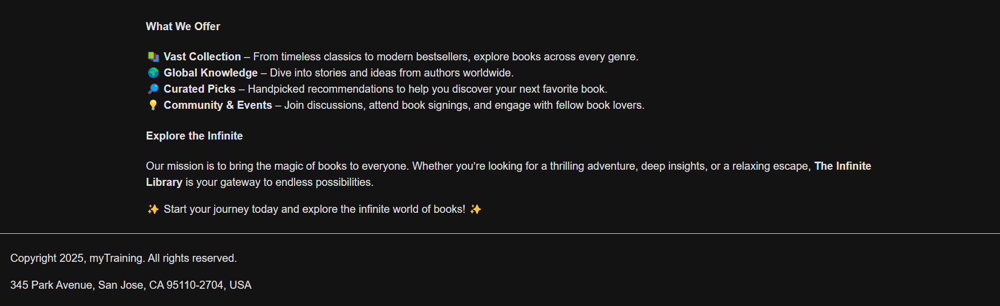 What We Offer
📚 Vast Collection – From timeless classics to modern bestsellers, explore books across every genre.
🌍 Global Knowledge – Dive into stories and ideas from authors worldwide.
🔎 Curated Picks – Handpicked recommendations to help you discover your next favorite book.
💡 Community & Events – Join discussions, attend book signings, and engage with fellow book lovers.
Explore the Infinite
Our mission is to bring the magic of books to everyone. Whether you’re looking for a thrilling adventure, deep insights, or a relaxing escape, The Infinite
Library is your gateway to endless possibilities.
✨ Start your journey today and explore the infinite world of books! ✨
Copyright 2025, myTraining. All rights reserved.
345 Park Avenue, San Jose, CA 95110-2704, USA